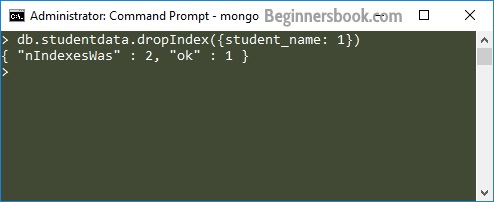 Beginnersbook.com
Administrator: Command Prompt - mongo
> db.studentdata.dropIndex({student_name: 1})
{ "nIndexesWas" : 2, "ok" : 1 }
>